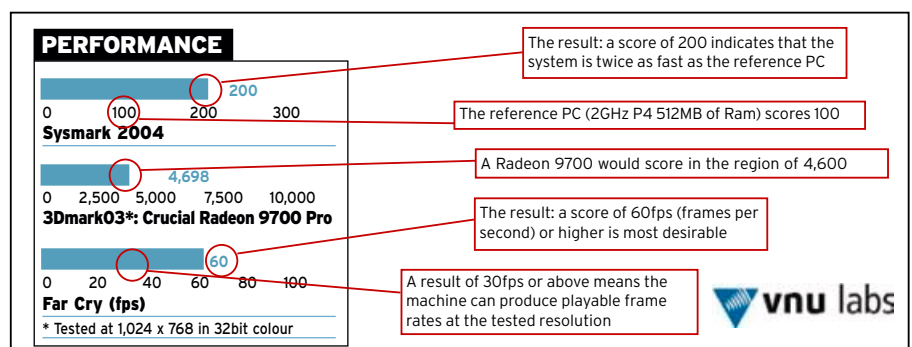 PERFORMANCE
200
0 100 200 300
Sysmark 2004
4,698
0 2,500 5,000 7,500 10,000
3Dmark03*: Crucial Radeon 9700 Pro
60
0 20 40 60 80 100
Far Cry (fps)
* Tested at 1,024 x 768 in 32bit colour
The result: a score of 200 indicates that the
system is twice as fast as the reference PC
The reference PC (2GHz P4 512MB of Ram) scores 100
A Radeon 9700 would score in the region of 4,600
The result: a score of 60fps (frames per
second) or higher is most desirable
A result of 30fps or above means the
machine can produce playable frame
rates at the tested resolution
vnu labs